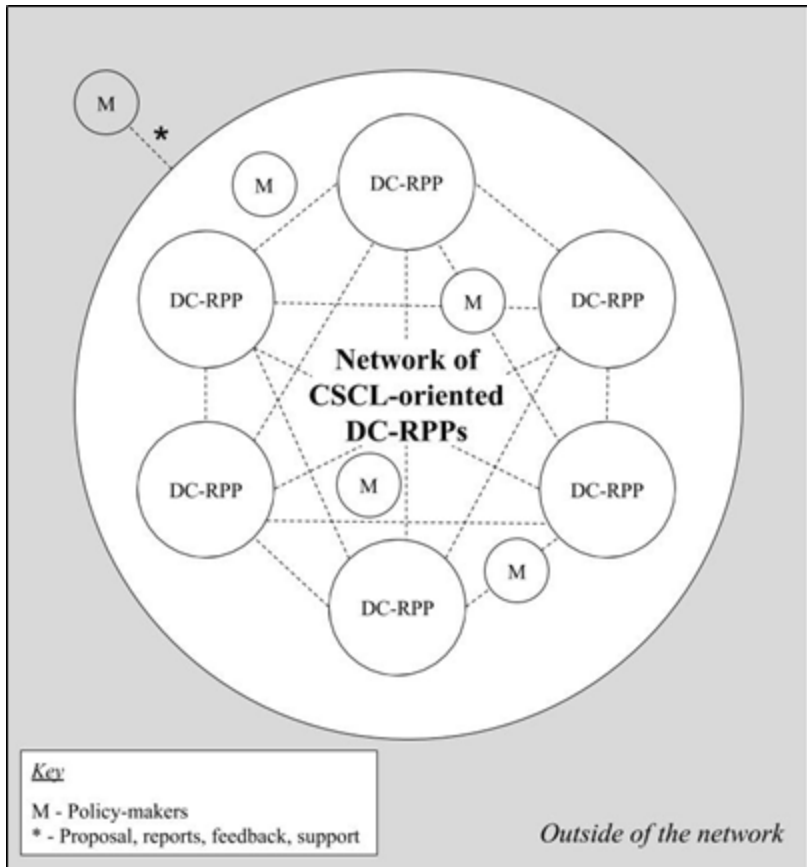 M
*
M
DC-RPP
DC-RPP
M
DC-RPP
Network of
CSCL-oriented
DC-RPPs
DC-RPP
M
DC-RPP
M
DC-RPP
Key
M - Policy-makers
* - Proposal, reports, feedback, support
Outside of the network